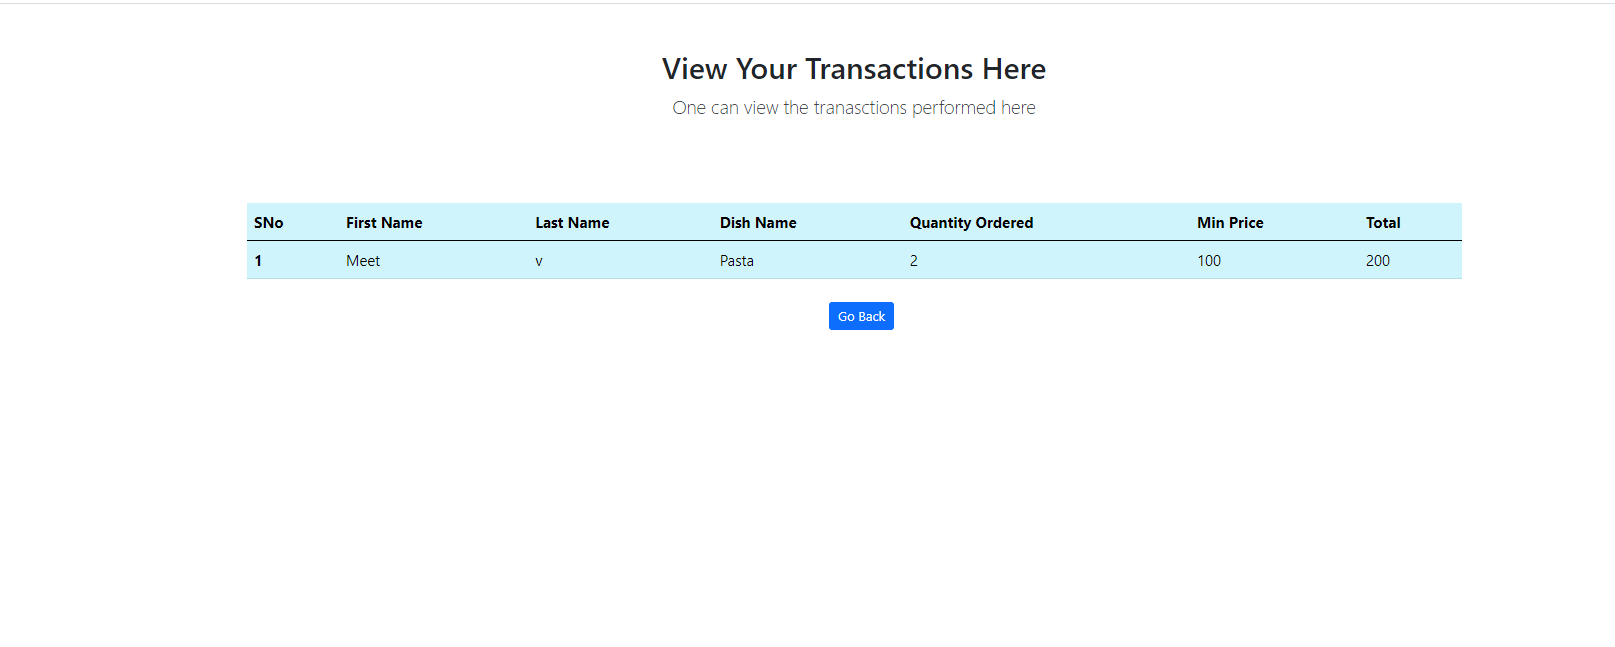 View Your Transactions Here
One can view the tranasctions performed here
SNo First Name Last Name Dish Name Quantity Ordered Min Price Total
1 Meet v Pasta 2 100 200
Go Back